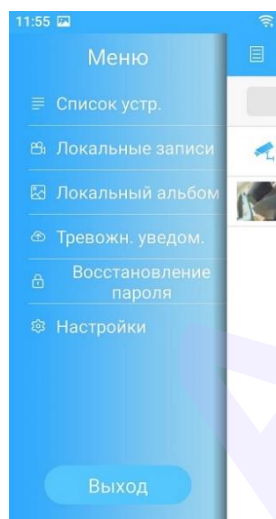 11:55
Меню
Список устр.
Локальные записи
Локальный альбом
Тревожн. уведом.
Восстановление
пароля
Настройки
Выход